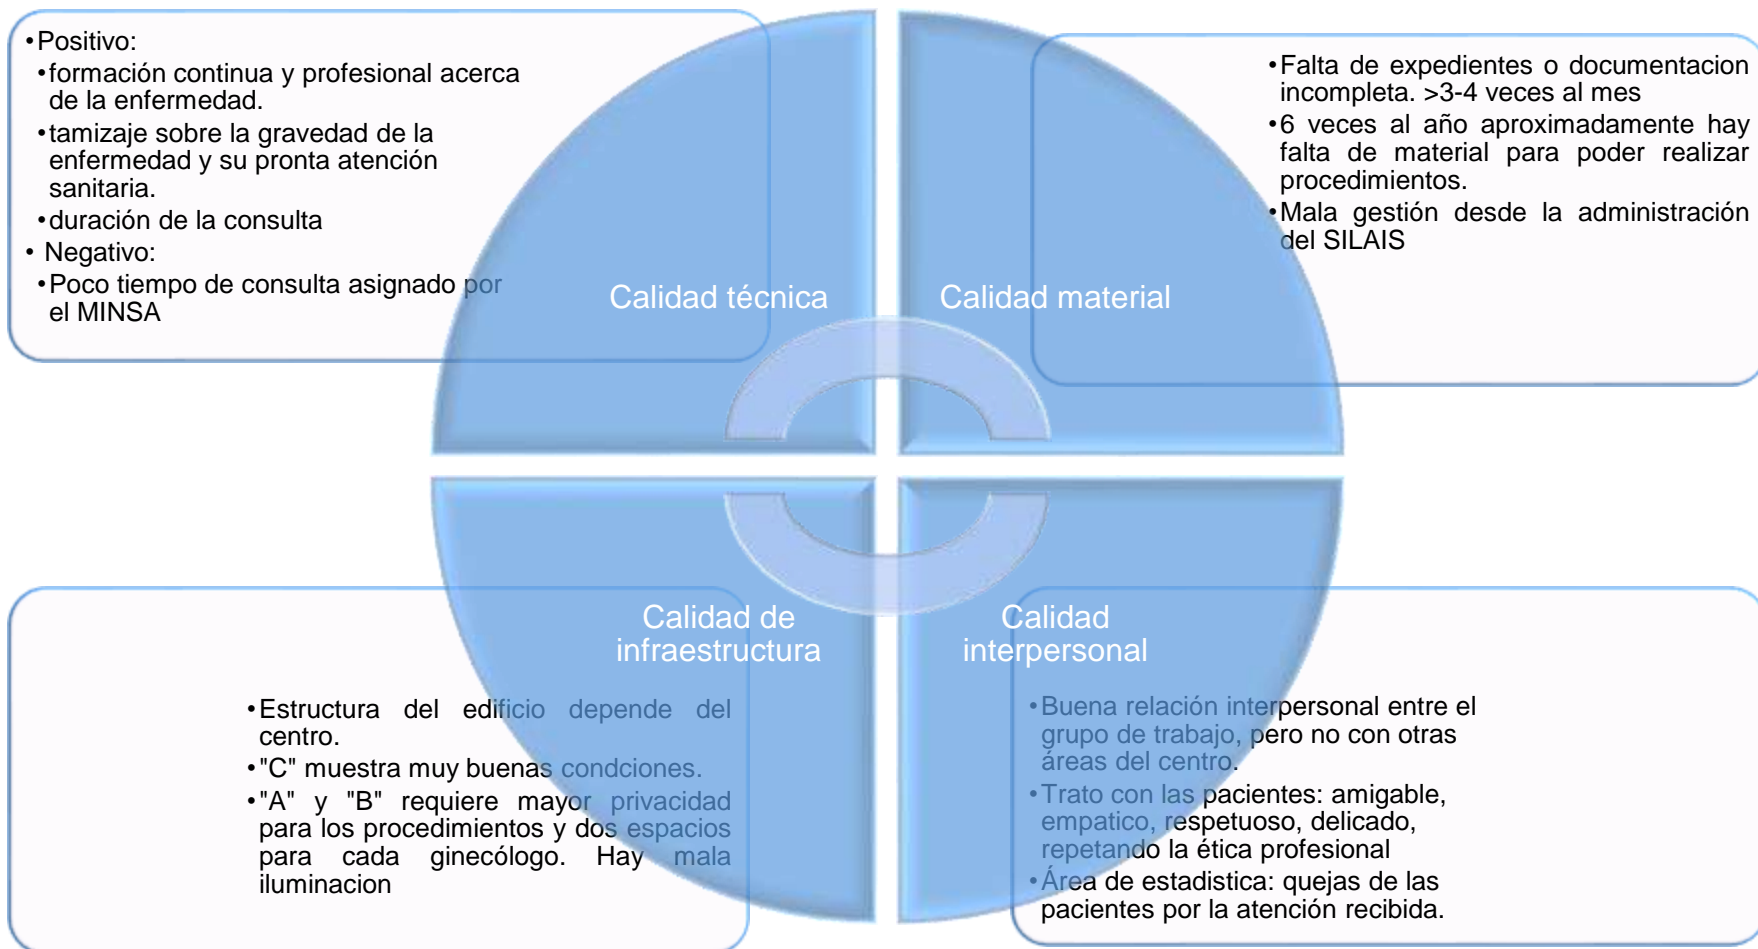 •Positivo:
•formación continua y profesional acerca
de la enfermedad.
•tamizaje sobre la gravedad de la
enfermedad y su pronta atención
sanitaria.
•duración de la consulta
• Negativo:
•Poco tiempo de consulta asignado por
el MINSA
Calidad técnica
•Falta de expedientes o documentacion
incompleta. >3-4 veces al mes
•6 veces al año aproximadamente hay
falta de material para poder realizar
procedimientos.
•Mala gestión desde la administración
del SILAIS
Calidad material
Calidad de
infraestructura
•Estructura del edificio depende del
centro.
•"C" muestra muy buenas condciones.
•"A" y "B" requiere mayor privacidad
para los procedimientos y dos espacios
para cada ginecólogo. Hay mala
iluminacion
Calidad
interpersonal
•Buena relación interpersonal entre el
grupo de trabajo, pero no con otras
áreas del centro.
•Trato con las pacientes: amigable,
empatico, respetuoso, delicado,
repetando la ética profesional
•Área de estadistica: quejas de las
pacientes por la atención recibida.